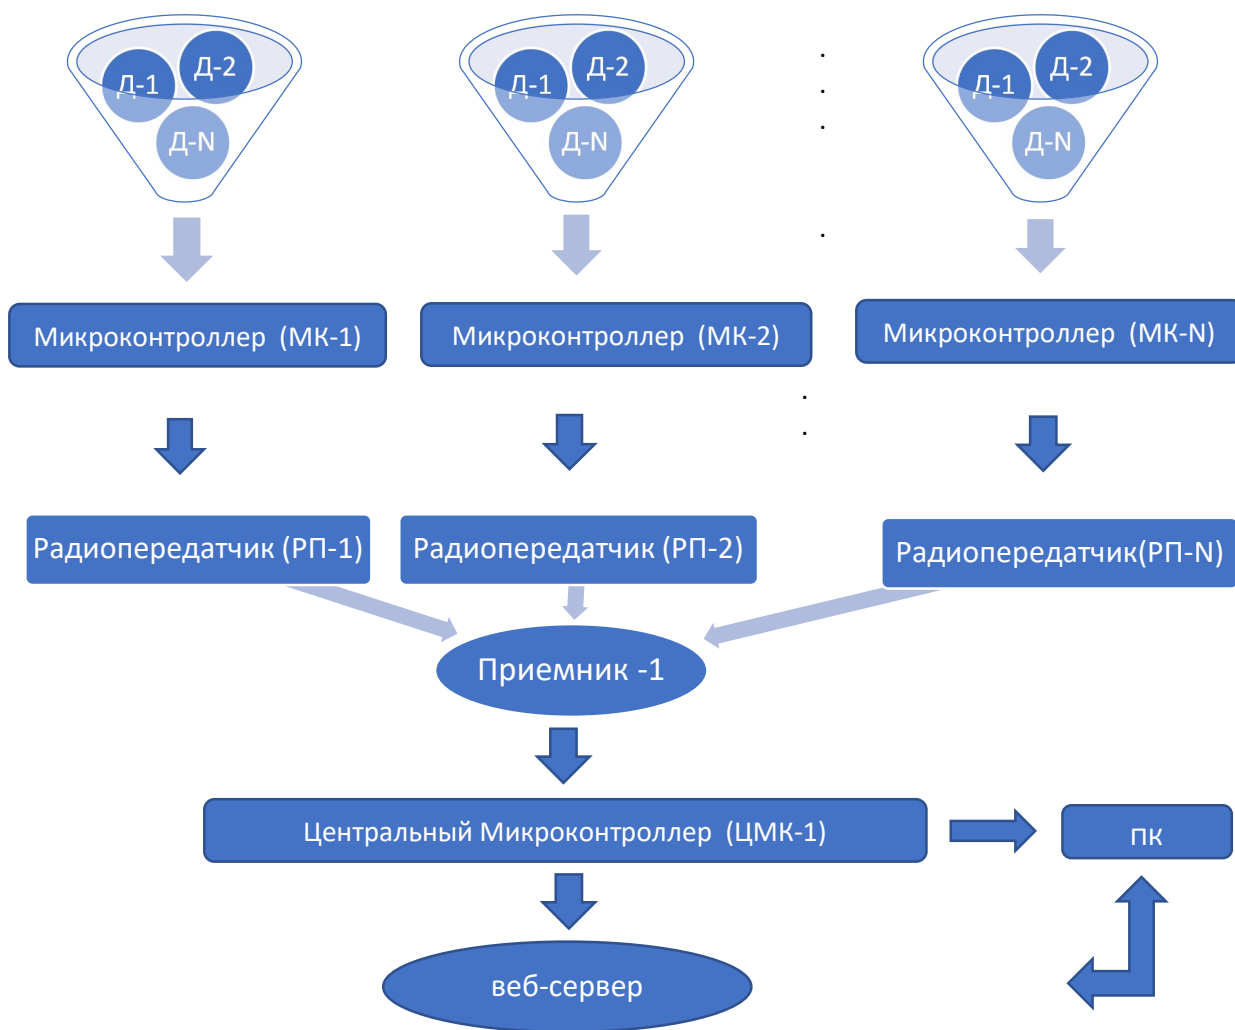 Д-1
Д-2
Д-N
Д-1
Д-2
Д-N
Д-1
Д-2
Д-N
Микроконтроллер (МК-1)
Микроконтроллер (МК-2)
Микроконтроллер (МК-N)
Радиопередатчик (РП-1)
Радиопередатчик (РП-2)
Радиопередатчик(РП-N)
Приемник -1
Центральный Микроконтроллер (ЦМК-1)
пк
веб-сервер